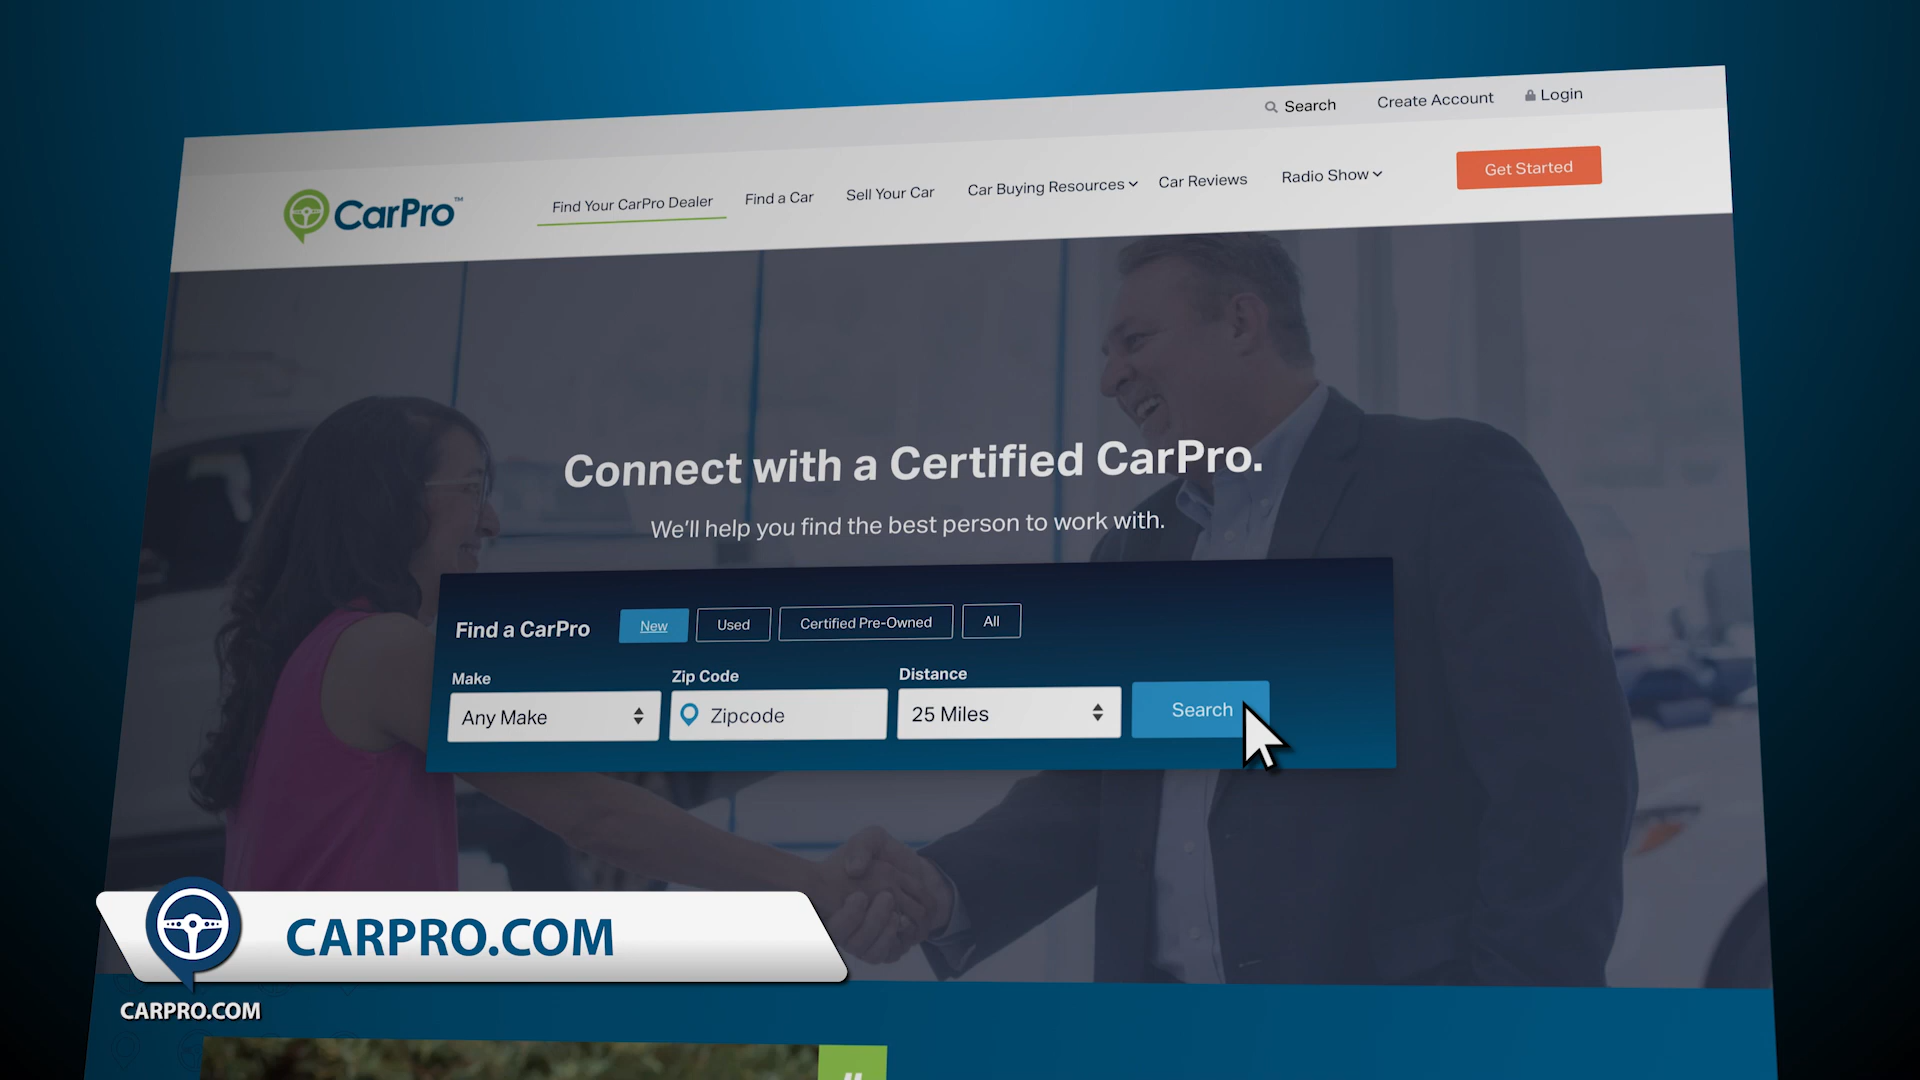 Search Create Account Login
CarPro™ Find Your CarPro Dealer Find a Car Sell Your Car Car Buying Resources Car Reviews Radio Show Get Started
Connect with a Certified CarPro.
We'll help you find the best person to work with.
Find a CarPro New Used Certified Pre-Owned All
Make Zip Code Distance
Any Make Zipcode 25 Miles Search
CARPRO.COM
CARPRO.COM